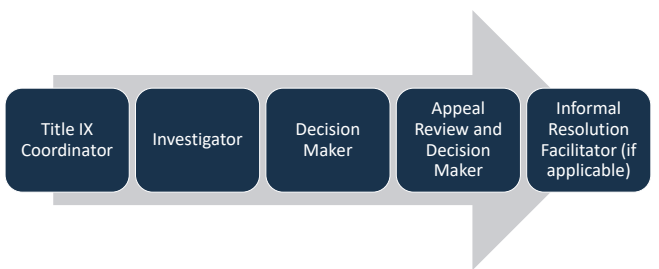 Title IX
Coordinator
Investigator
Decision
Maker
Appeal
Review and
Decision
Maker
Informal
Resolution
Facilitator (if
applicable)